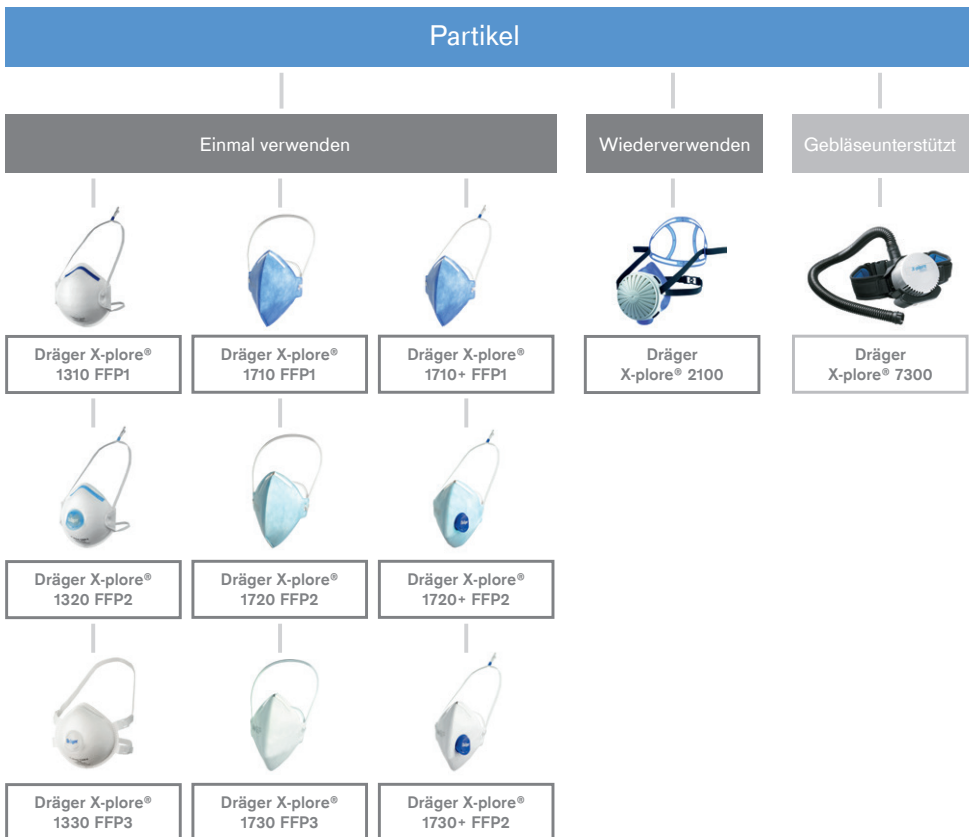 Partikel
Einmal verwenden
Wiederverwenden
Gebläseunterstützt
Dräger X-plore®
1310 FFP1
Dräger X-plore®
1710 FFP1
Dräger X-plore®
1710+ FFP1
Dräger
X-plore® 2100
Dräger
X-plore® 7300
Dräger X-plore®
1320 FFP2
Dräger X-plore®
1720 FFP2
Dräger X-plore®
1720+ FFP2
Dräger X-plore®
1330 FFP3
Dräger X-plore®
1730 FFP3
Dräger X-plore®
1730+ FFP2